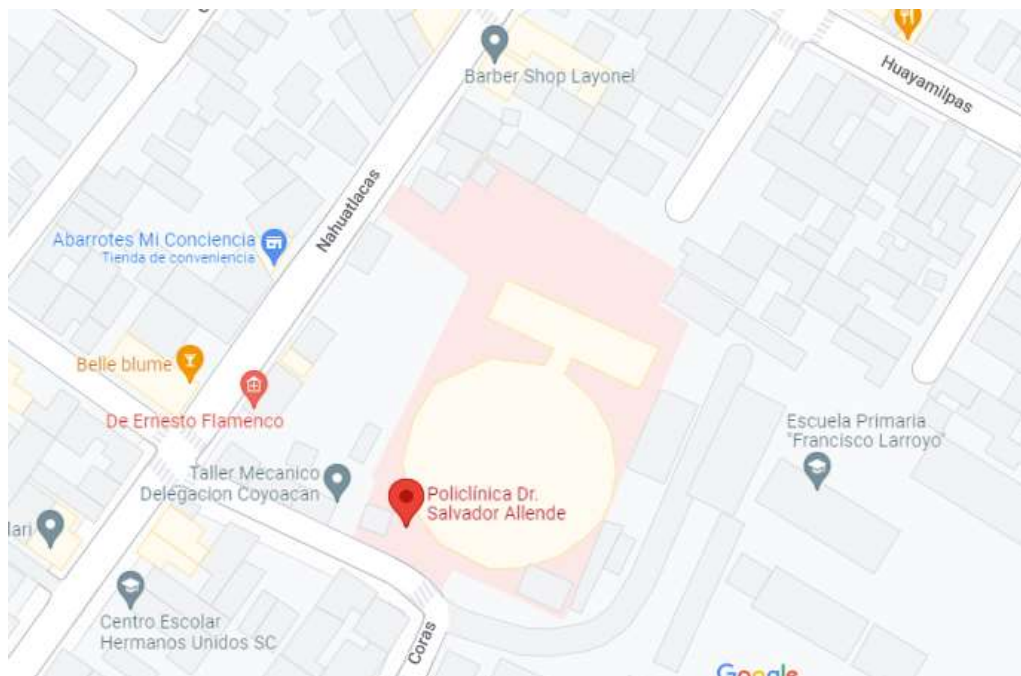 Barber Shop Layonel
Huayamilpas
Nahuatlacas
Abarrotes Mi Conciencia
Tienda de conveniencia
Belle blume
De Ernesto Flamenco
Escuela Primaria
"Francisco Larroyo"
Taller Mecanico
Delegacion Coyoacan
Policlínica Dr.
Salvador Allende
Centro Escolar
Hermanos Unidos SC
Coras
Google